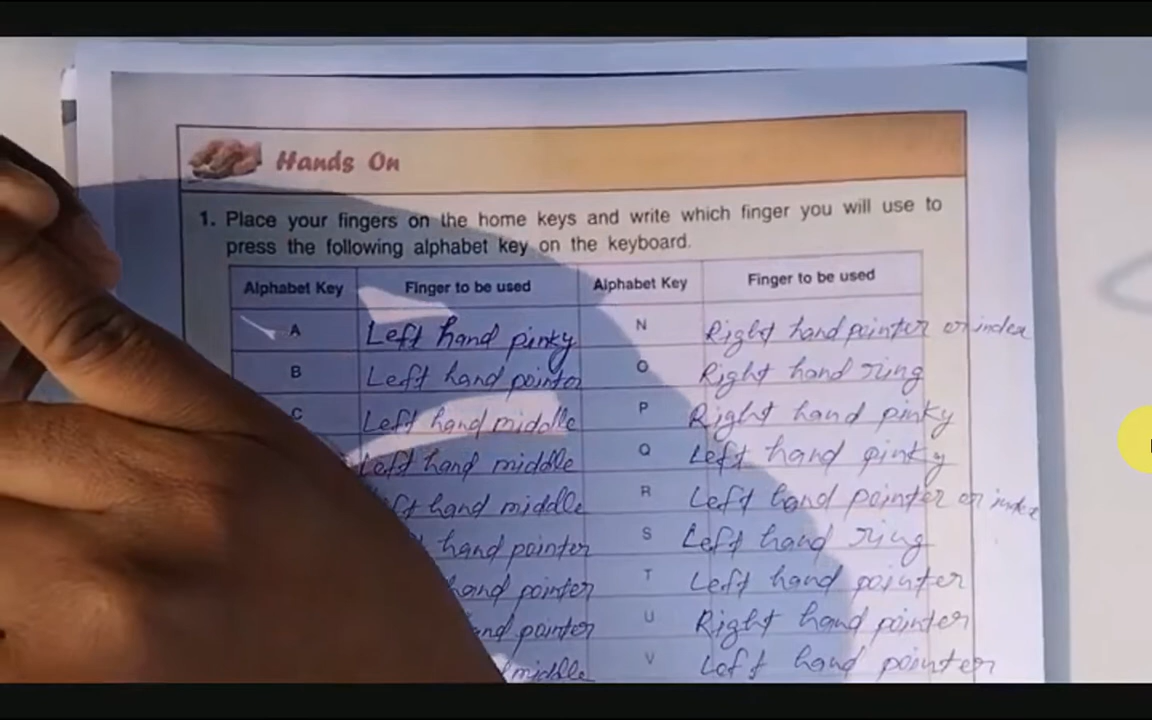 Hands On
1. Place your fingers on the home keys and write which finger you will use to
press the following alphabet key on the keyboard.
Alphabet Key Finger to be used Alphabet Key Finger to be used
A Left hand pinky N Right hand pointer or index
B Left hand pointer O Right hand ring
C Left hand middle P Right hand pinky
Left hand middle Q Left hand pinky
hand middle R Left hand pointer or index
hand pointer S Left hand ring
hand pointer T Left hand pointer
pointer U Right hand pointer
middle V Left hand pointer